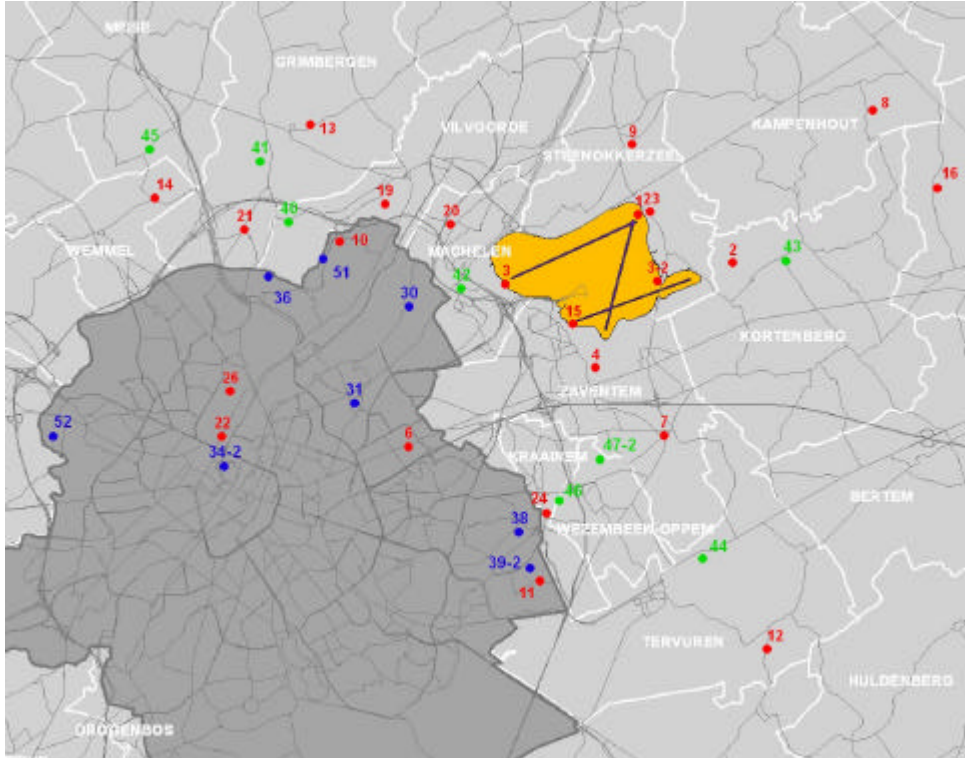 MEISE
GRIMBERGEN
8
13
VILVOORDE
KAMPENHOUT
45
41
9
STEENOKKERZEEL
14
19
16
40
20
1
23
21
10
WEMMEL
MACHELEN
51
2
43
3
3-2
42
36
30
15
KORTENBERG
4
26
ZAVENTEM
31
52
22
6
7
34-2
KRAAINEM
47-2
46
24
BERTEM
38
WEZEMBEEK-OPPEM
44
39-2
11
TERVUREN
12
HULDENBERG
DROGENBOS